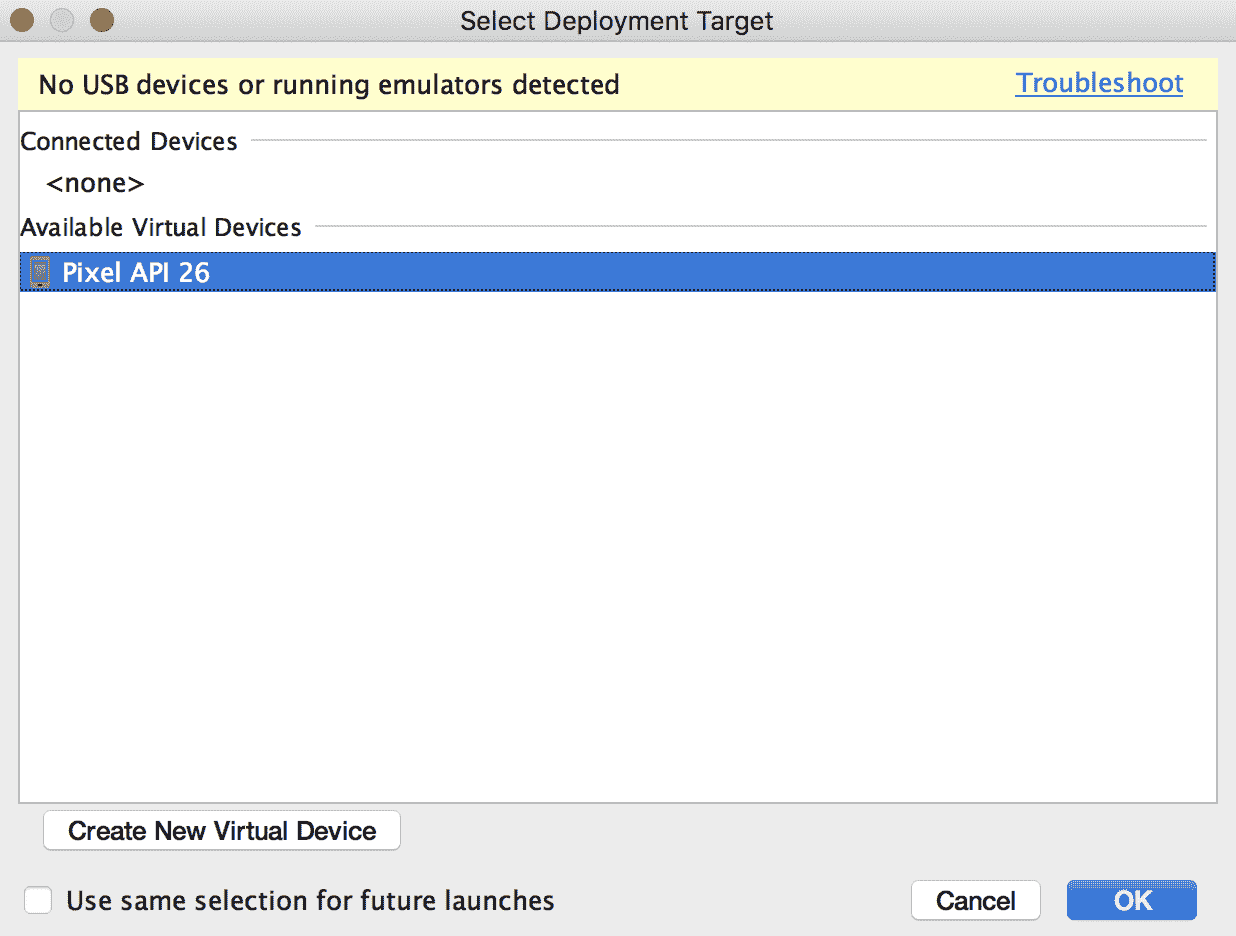 Select Deployment Target
No USB devices or running emulators detected Troubleshoot
Connected Devices
<none>
Available Virtual Devices
Pixel API 26
Create New Virtual Device
Use same selection for future launches Cancel OK